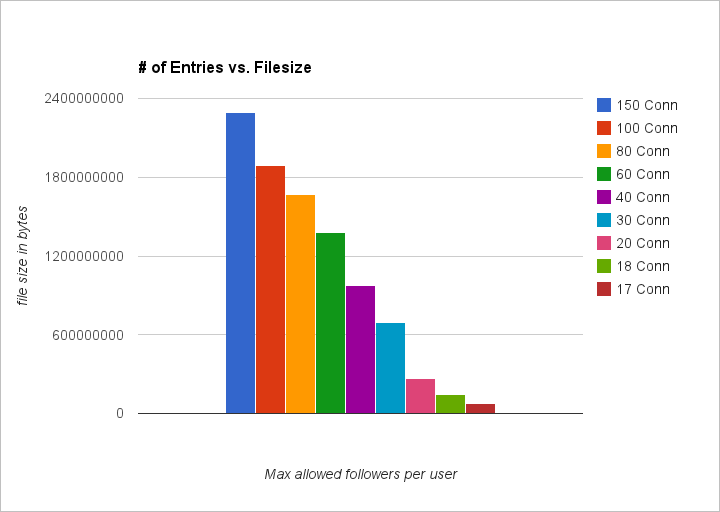 # of Entries vs. Filesize
2400000000
1800000000
1200000000
600000000
0
file size in bytes
Max allowed followers per user
150 Conn
100 Conn
80 Conn
60 Conn
40 Conn
30 Conn
20 Conn
18 Conn
17 Conn